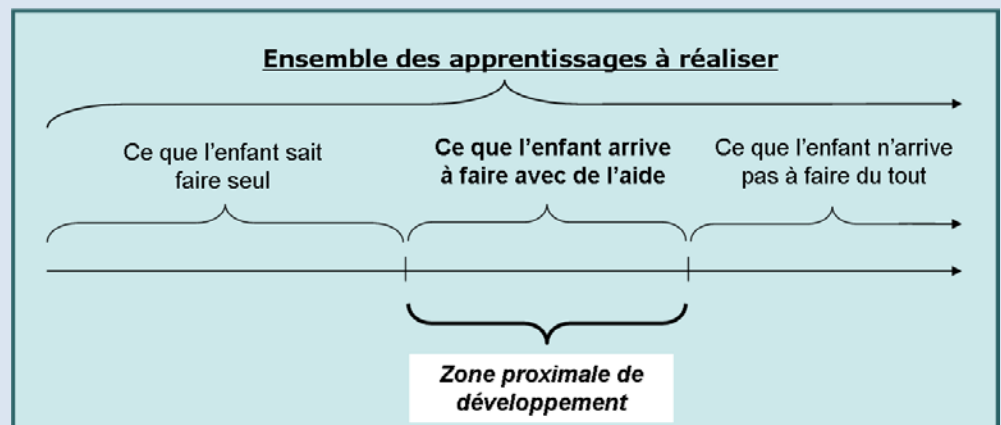 Ensemble des apprentissages à réaliser
Ce que l'enfant sait
faire seul
Ce que l'enfant arrive
à faire avec de l'aide
Ce que l'enfant n'arrive
pas à faire du tout
Zone proximale de
développement